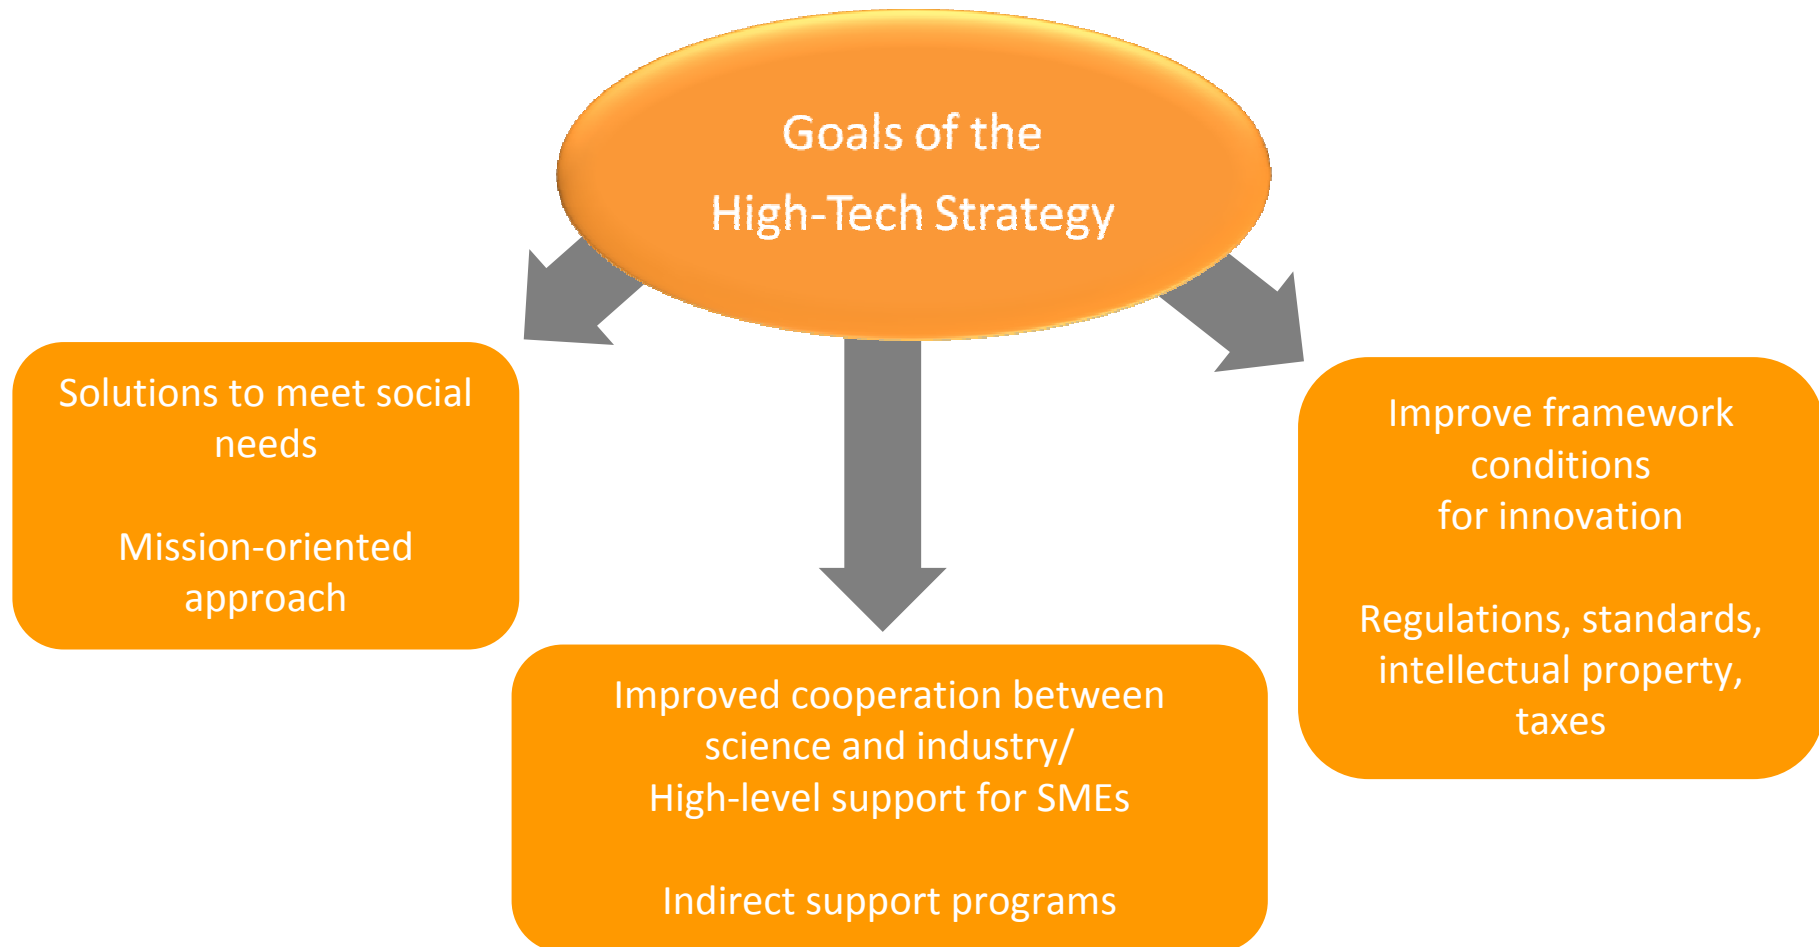 Goals of the
High-Tech Strategy
Solutions to meet social
needs
Mission-oriented
approach
Improved cooperation between
science and industry/
High-level support for SMEs
Indirect support programs
Improve framework
conditions
for innovation
Regulations, standards,
intellectual property,
taxes